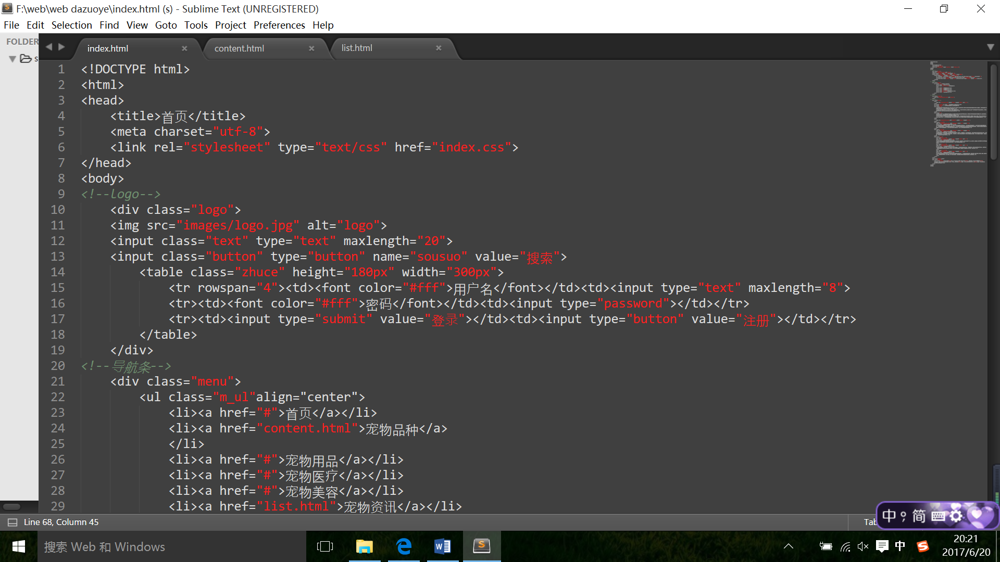 F:\web\web dazuoye\index.html (s) - Sublime Text (UNREGISTERED)
File Edit Selection Find View Goto Tools Project Preferences Help
FOLDER
s
index.html content.html list.html
1 <!DOCTYPE html>
2 <html>
3 <head>
4 <title>首页</title>
5 <meta charset="utf-8">
6 <link rel="stylesheet" type="text/css" href="index.css">
7 </head>
8 <body>
9 <!--logo-->
10 <div class="logo">
11 <img src="images/logo.jpg" alt="logo">
12 <input class="text" type="text" maxlength="20">
13 <input class="button" type="button" name="sousuo" value="搜索">
14 <table class="zhuce" height="180px" width="300px">
15 <tr rowspan="4"><td><font color="#fff">用户名</font></td><td><input type="text" maxlength="8">
16 <tr><td><font color="#fff">密码</font></td><td><input type="password"></td></tr>
17 <tr><td><input type="submit" value="登录"></td><td><input type="button" value="注册"></td></tr>
18 </table>
19 </div>
20 <!--导航条-->
21 <div class="menu">
22 <ul class="m_ul"align="center">
23 <li><a href="#">首页</a></li>
24 <li><a href="content.html">宠物品种</a>
25 </li>
26 <li><a href="#">宠物用品</a></li>
27 <li><a href="#">宠物医疗</a></li>
28 <li><a href="#">宠物美容</a></li>
29 <li><a href="list.html">宠物资讯</a></li>
Line 68, Column 45
Tab
中 简
搜索 Web 和 Windows
中
20:21
2017/6/20